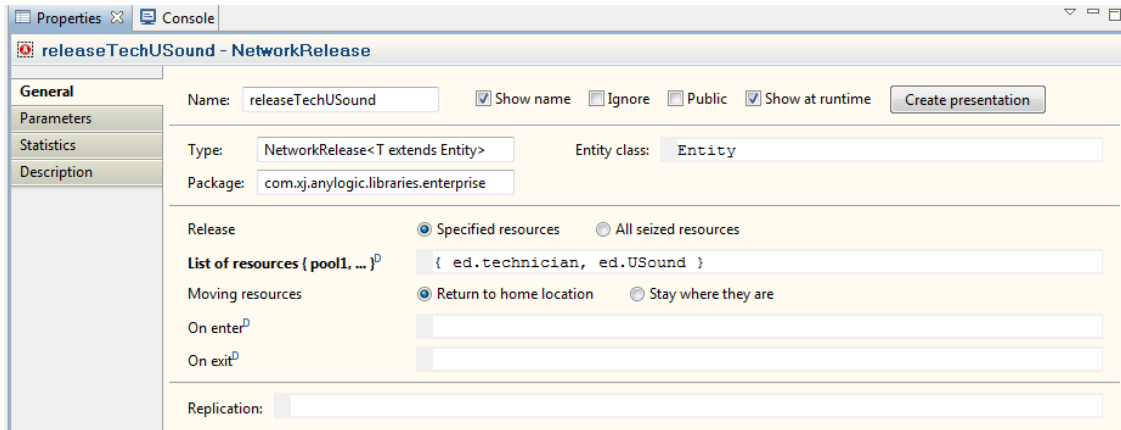 Properties Console
releaseTechUSound - NetworkRelease
General
Parameters
Statistics
Description
Name: releaseTechUSound Show name Ignore Public Show at runtime Create presentation
Type: NetworkRelease<T extends Entity> Entity class: Entity
Package: com.xj.anylogic.libraries.enterprise
Release Specified resources All seized resources
List of resources { pool1, ... }D { ed.technician, ed.USound }
Moving resources Return to home location Stay where they are
On enterD
On exitD
Replication: